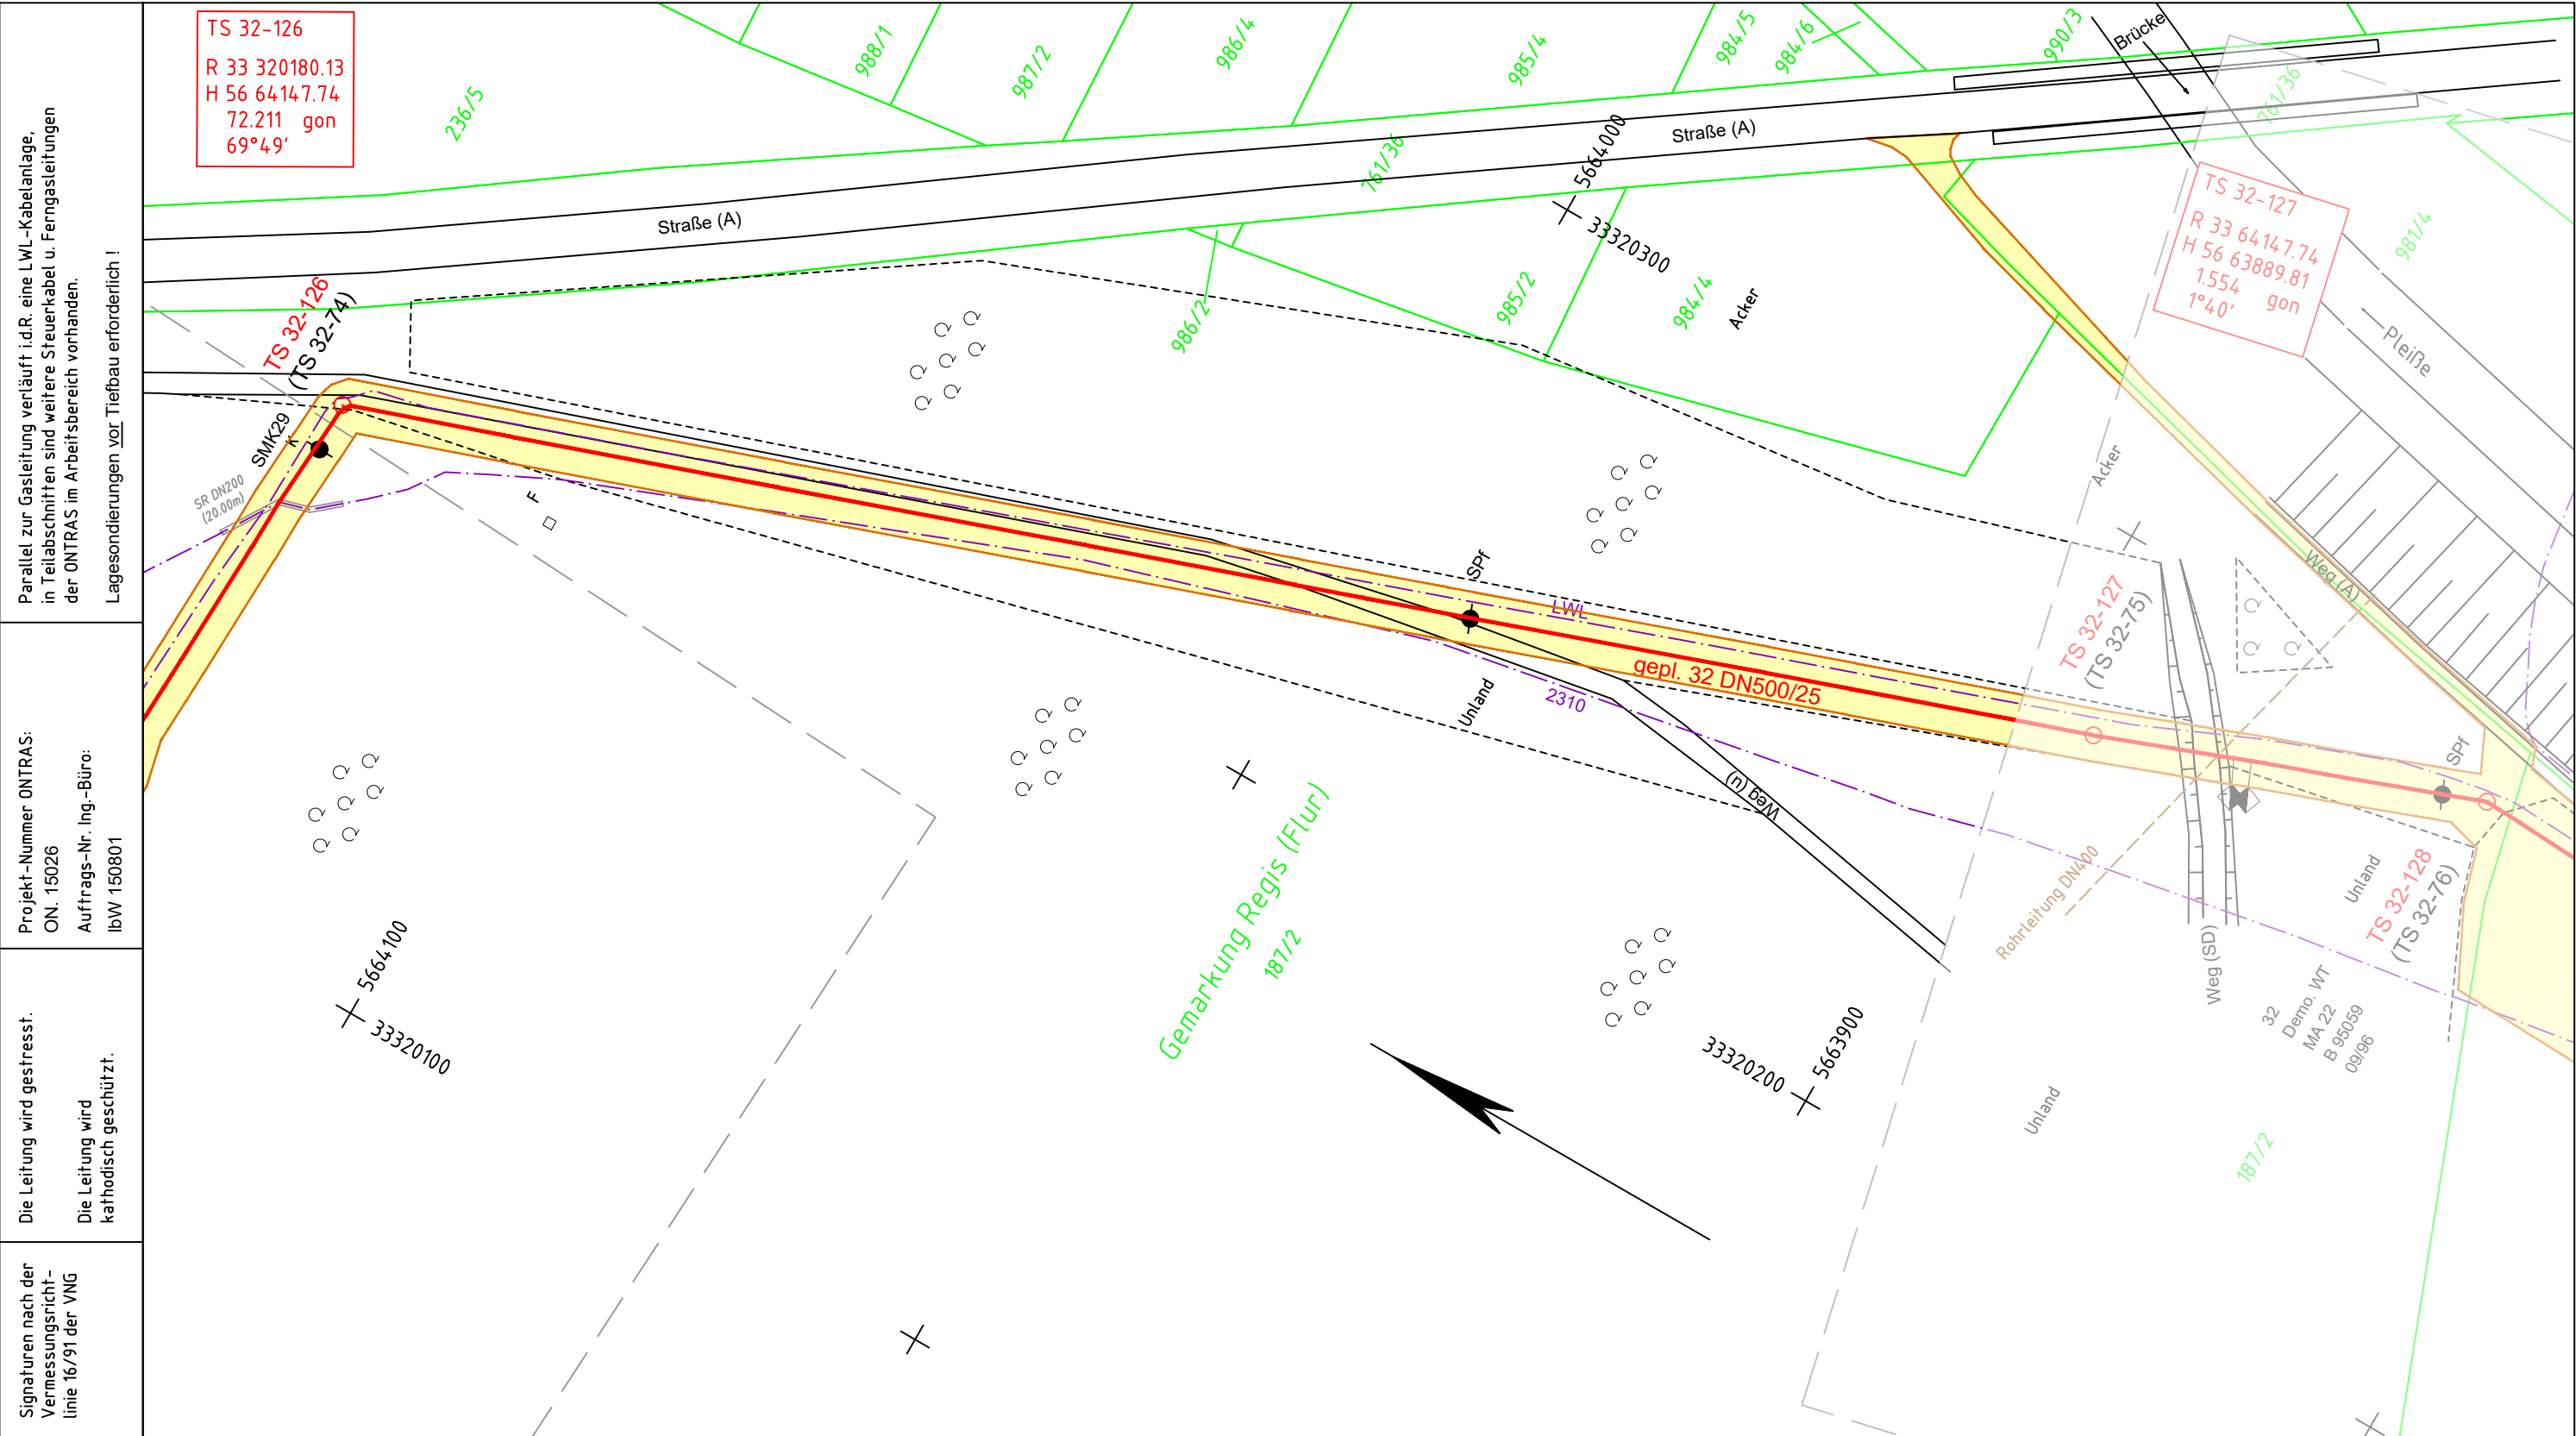 Parallel zur Gasleitung verläuft i.d.R. eine LWL-Kabelanlage,
in Teilabschnitten sind weitere Steuerkabel u. Ferngasleitungen
der ONTRAS im Arbeitsbereich vorhanden.
Lagesondierungen vor Tiefbau erforderlich !
Projekt-Nummer ONTRAS:
ON. 15026
Auftrags-Nr. Ing.-Büro:
IbW 150801
Die Leitung wird gestresst.
Die Leitung wird
kathodisch geschützt.
Signaturen nach der
Vermessungsricht-
linie 16/91 der VNG
TS 32-126
R 33 320180.13
H 56 64147.74
72.211 gon
69°49'
236/5
988/1
987/2
986/4
985/4
984/5
984/6
990/3
Brücke
761/36
Straße (A)
Straße (A)
761/36
5664000
33320300
TS 32-127
R 33 64147.74
H 56 63889.81
1.554 gon
1°40'
981/4
Pleiße
986/2
985/2
984/4
Acker
TS 32-126
(TS 32-74)
SMK29
K
SR DN200
(20.00m)
F
Acker
SPf
LWL
gepl. 32 DN500/25
2310
Unland
Weg (u)
Weg (A)
TS 32-127
(TS 32-75)
SPf
Rohrleitung DN400
Unland
TS 32-128
(TS 32-76)
Weg (SD)
32
Demo. WT
MA 22
B 95059
09/96
Gemarkung Regis (Flur)
187/2
5664100
33320100
33320200
5663900
Unland
187/2